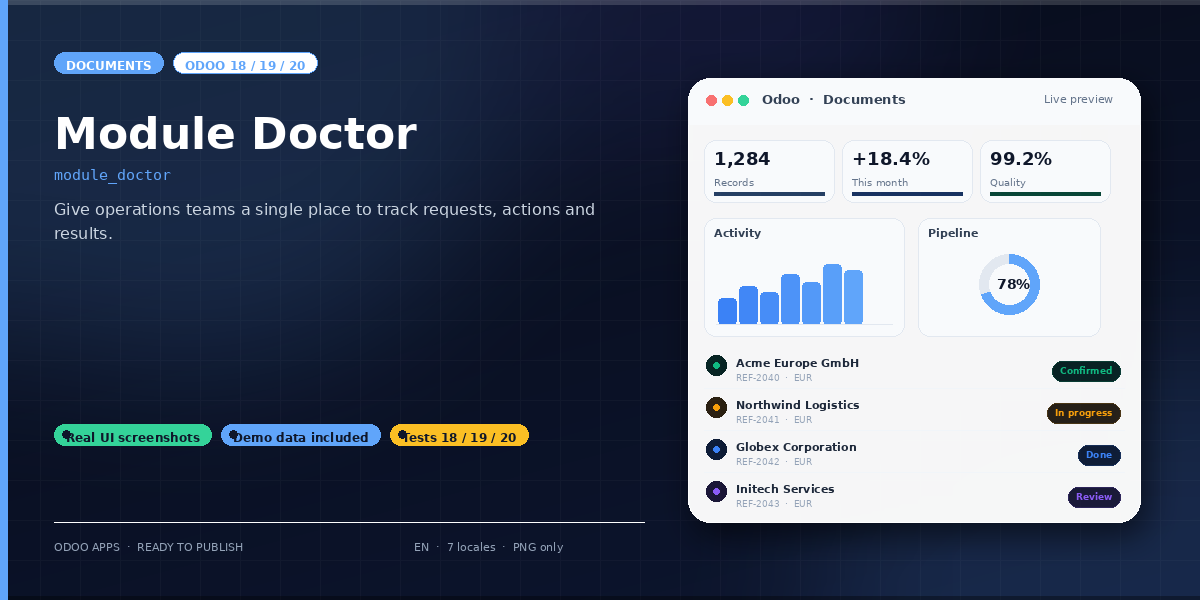 DOCUMENTS
ODOO 18 / 19 / 20
Module Doctor
module_doctor
Give operations teams a single place to track requests, actions and
results.
Real UI screenshots
Demo data included
Tests 18 / 19 / 20
ODOO APPS · READY TO PUBLISH
EN · 7 locales · PNG only
Odoo · Documents
Live preview
1,284
Records
+18.4%
This month
99.2%
Quality
Activity
Pipeline
78%
Acme Europe GmbH
REF-2040 · EUR
Confirmed
Northwind Logistics
REF-2041 · EUR
In progress
Globex Corporation
REF-2042 · EUR
Done
Initech Services
REF-2043 · EUR
Review